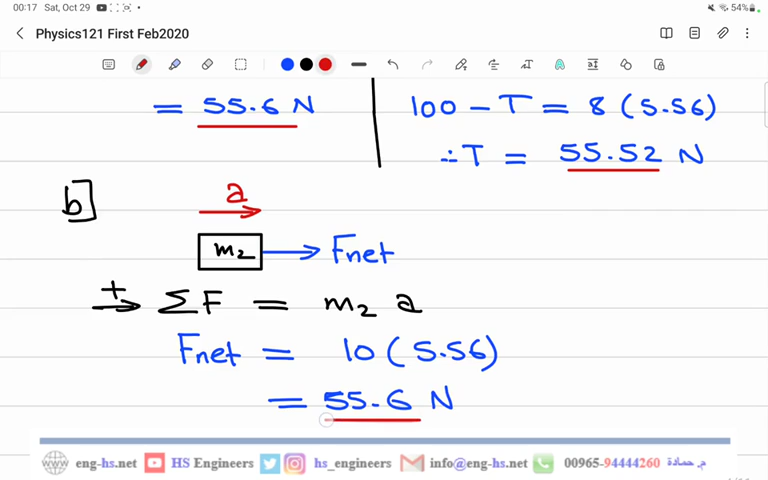 00:17 Sat, Oct 29 54%
Physics121 First Feb2020
= 55.6 N
100 - T = 8 (5.56)
∴ T = 55.52 N
b]
a
m₂ Fnet
+ ΣF = m₂ a
Fnet = 10 (5.56)
= 55.6 N
www eng-hs.net HS Engineers hs_engineers info@eng-hs.net 00965-94444260 م. حمادة